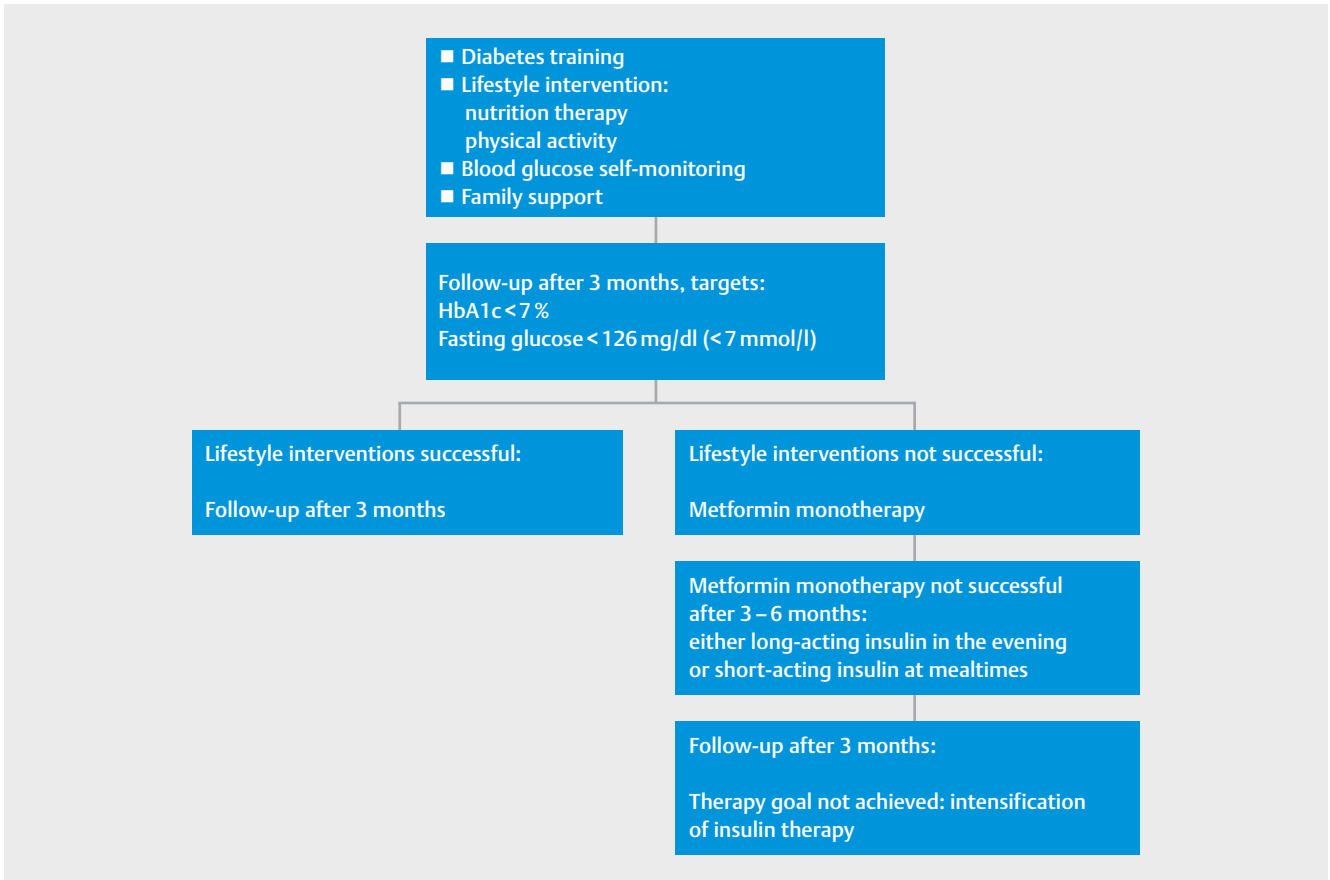 ■ Diabetes training
■ Lifestyle intervention:
nutrition therapy
physical activity
■ Blood glucose self-monitoring
■ Family support
Follow-up after 3 months, targets:
HbA1c < 7 %
Fasting glucose < 126 mg/dl (< 7 mmol/l)
Lifestyle interventions successful:
Follow-up after 3 months
Lifestyle interventions not successful:
Metformin monotherapy
Metformin monotherapy not successful
after 3 – 6 months:
either long-acting insulin in the evening
or short-acting insulin at mealtimes
Follow-up after 3 months:
Therapy goal not achieved: intensification
of insulin therapy